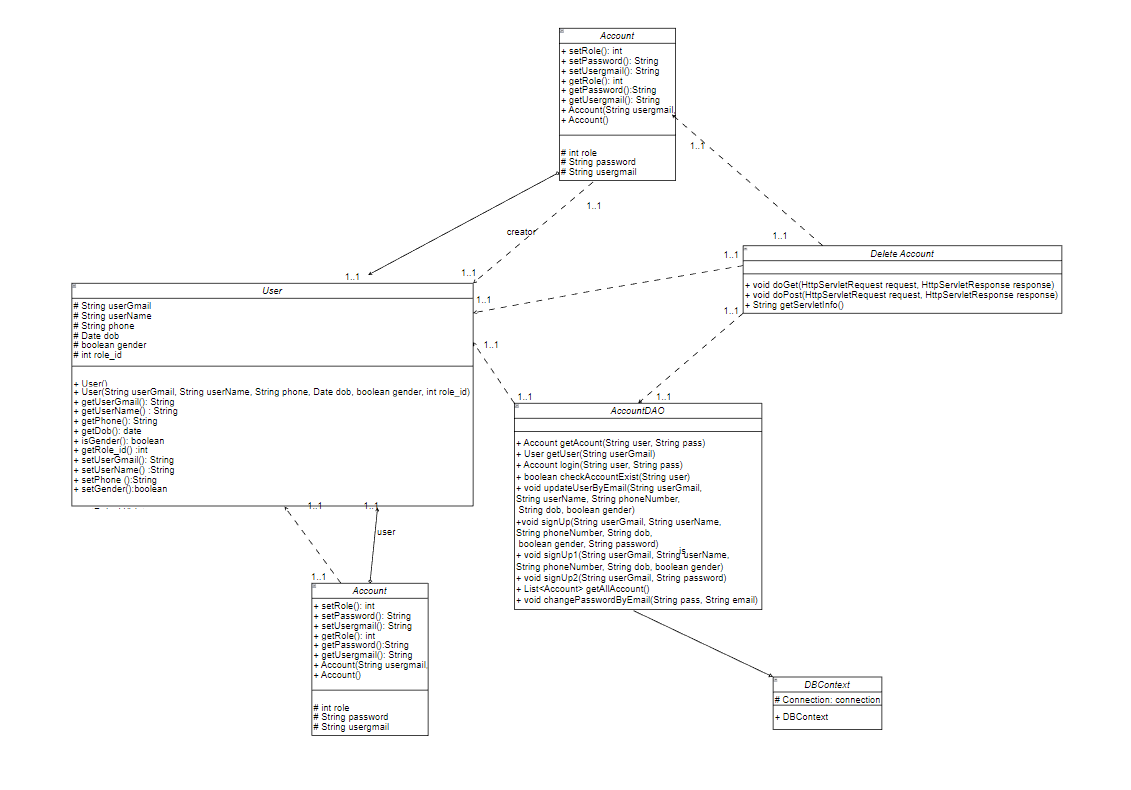 Account
+ setRole(): int
+ setPassword(): String
+ setUsergmail(): String
+ getRole(): int
+ getPassword():String
+ getUsergmail(): String
+ Account(String usergmail,
+ Account()
# int role
# String password
# String usergmail
1..1
1..1
creator
1..1
1..1
1..1
1..1
Delete Account
+ void doGet(HttpServletRequest request, HttpServletResponse response)
+ void doPost(HttpServletRequest request, HttpServletResponse response)
+ String getServletInfo()
User
# String userGmail
# String userName
# String phone
# Date dob
# boolean gender
# int role_id
+ User()
+ User(String userGmail, String userName, String phone, Date dob, boolean gender, int role_id)
+ getUserGmail(): String
+ getUserName() : String
+ getPhone(): String
+ getDob(): date
+ isGender(): boolean
+ getRole_id() :int
+ setUserGmail(): String
+ setUserName() :String
+ setPhone ():String
+ setGender():boolean
1..1
1..1
1..1
1..1
1..1
AccountDAO
+ Account getAcount(String user, String pass)
+ User getUser(String userGmail)
+ Account login(String user, String pass)
+ boolean checkAccountExist(String user)
+ void updateUserByEmail(String userGmail,
String userName, String phoneNumber,
String dob, boolean gender)
+void signUp(String userGmail, String userName,
String phoneNumber, String dob,
boolean gender, String password)
is
+ void signUp1(String userGmail, String userName,
String phoneNumber, String dob, boolean gender)
+ void signUp2(String userGmail, String password)
+ List<Account> getAllAccount()
+ void changePasswordByEmail(String pass, String email)
1..1
1..1
user
1..1
Account
+ setRole(): int
+ setPassword(): String
+ setUsergmail(): String
+ getRole(): int
+ getPassword():String
+ getUsergmail(): String
+ Account(String usergmail,
+ Account()
# int role
# String password
# String usergmail
DBContext
# Connection: connection
+ DBContext